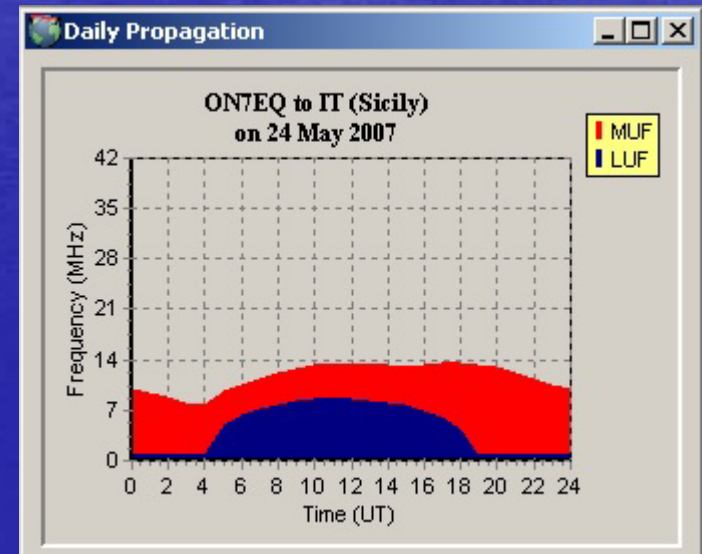 Daily Propagation
ON7EQ to IT (Sicily)
on 24 May 2007
MUF
LUF
Frequency (MHz)
42
35
28
21
14
7
0
0 2 4 6 8 10 12 14 16 18 20 22 24
Time (UT)